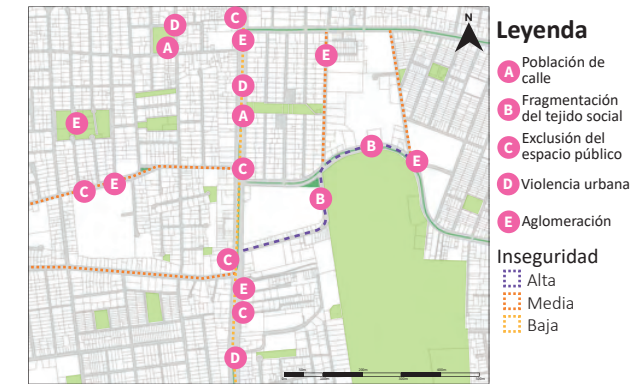 N
Leyenda
A Población de
calle
B Fragmentación
del tejido social
C Exclusión del
espacio público
D Violencia urbana
E Aglomeración
Inseguridad
Alta
Media
Baja
C
D
E
A
E
D
A
E
B
C
E
E
C
B
C
E
C
D